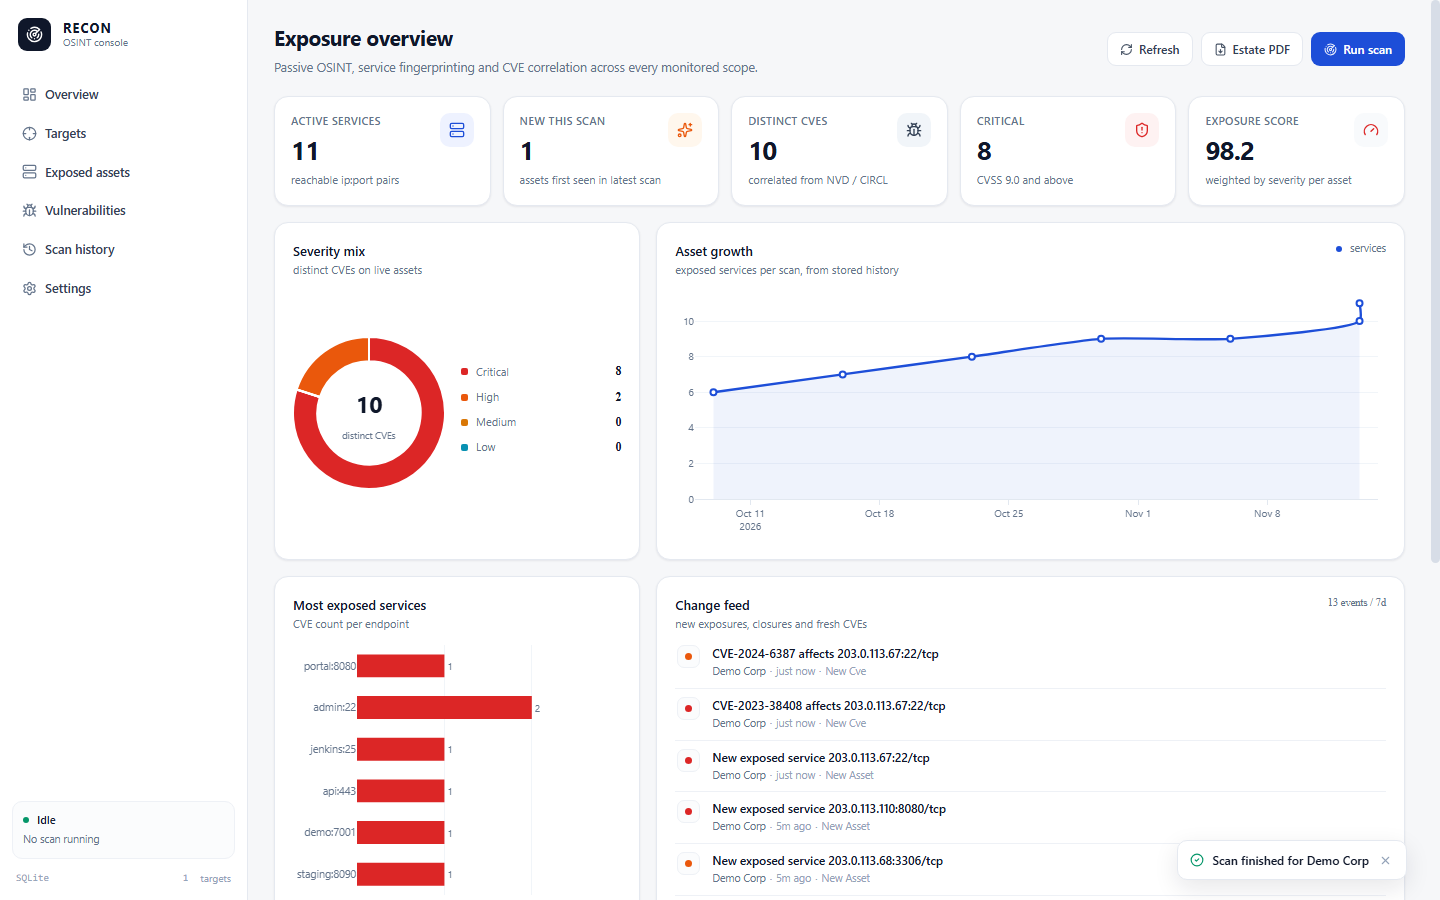 RECON
OSINT console
Overview
Targets
Exposed assets
Vulnerabilities
Scan history
Settings
Idle
No scan running
SQLite 1 targets
Exposure overview
Passive OSINT, service fingerprinting and CVE correlation across every monitored scope.
Refresh
Estate PDF
Run scan
ACTIVE SERVICES
11
reachable ip:port pairs
NEW THIS SCAN
1
assets first seen in latest scan
DISTINCT CVES
10
correlated from NVD / CIRCL
CRITICAL
8
CVSS 9.0 and above
EXPOSURE SCORE
98.2
weighted by severity per asset
Severity mix
distinct CVEs on live assets
10
distinct CVEs
Critical 8
High 2
Medium 0
Low 0
Asset growth
exposed services per scan, from stored history
services
10
8
6
4
2
0
Oct 11 Oct 18 Oct 25 Nov 1 Nov 8
2026
Most exposed services
CVE count per endpoint
portal:8080 1
admin:22 2
jenkins:25 1
api:443 1
demo:7001 1
staging:8090 1
Change feed
new exposures, closures and fresh CVEs
13 events / 7d
CVE-2024-6387 affects 203.0.113.67:22/tcp
Demo Corp · just now · New Cve
CVE-2023-38408 affects 203.0.113.67:22/tcp
Demo Corp · just now · New Cve
New exposed service 203.0.113.67:22/tcp
Demo Corp · just now · New Asset
New exposed service 203.0.113.110:8080/tcp
Demo Corp · 5m ago · New Asset
New exposed service 203.0.113.68:3306/tcp
Demo Corp · 5m ago · New Asset
Scan finished for Demo Corp